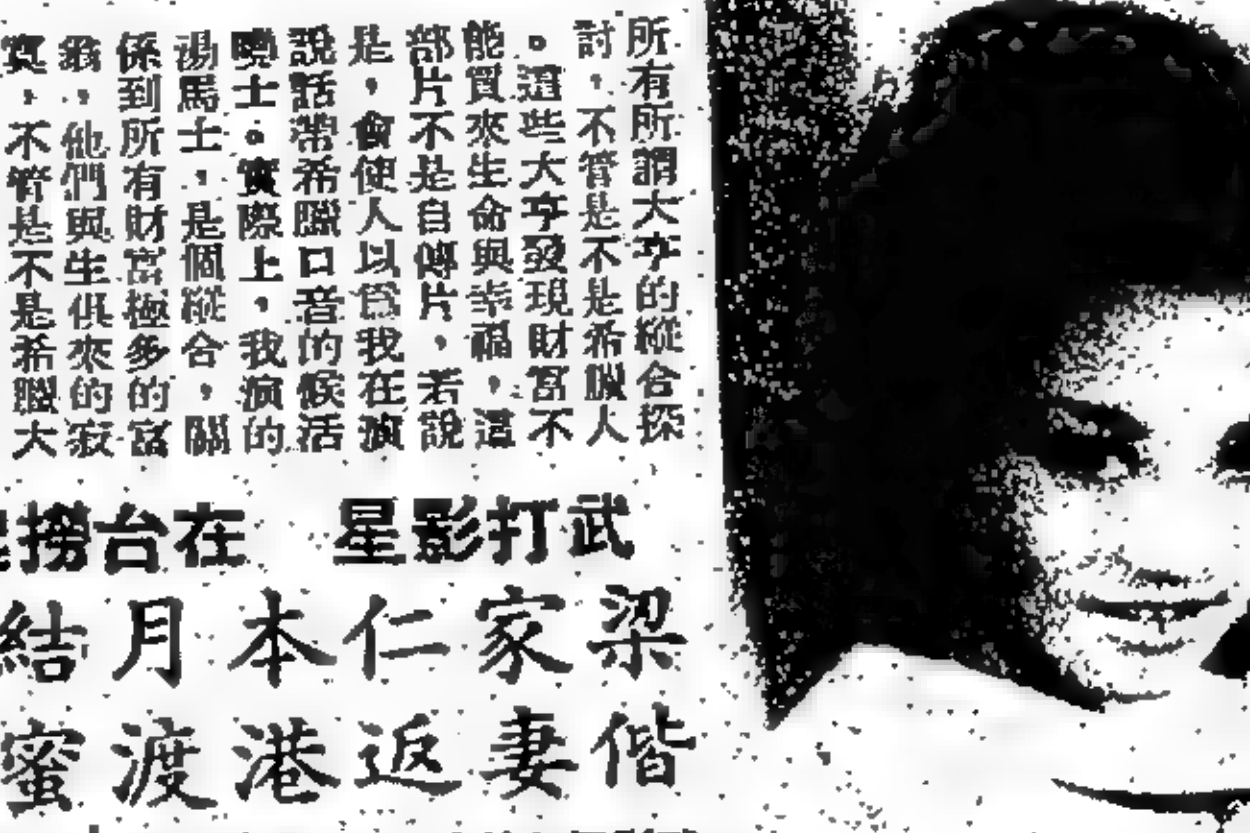 所有所謂大亨的縱合探
討，不管是不是希臘人
。這些大亨發現財富不
能買來生命與幸福，這
部片不是自傳片，若說
是，會使人以為我在演
說話帶希臘口音的候活
曉士。實際上，我演的
湯馬士，是個縱合，關
係到所有財富極多的富
翁，他們與生俱來的寂
寞，不管是不是希臘大
武打影星　在台撈
梁家仁本月結
偕妻返港渡蜜